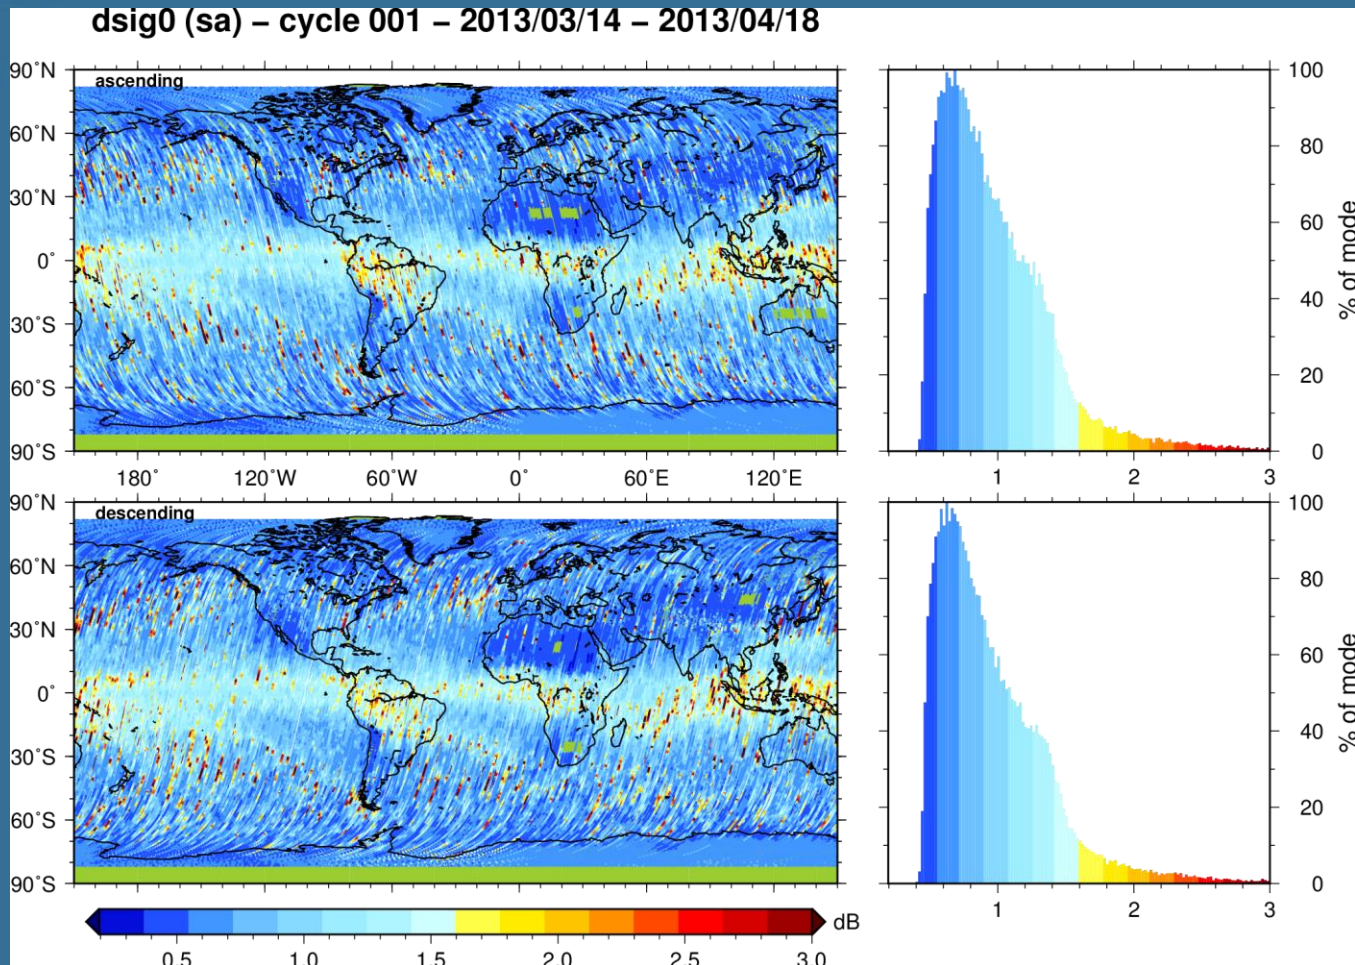 dsig0 (sa) – cycle 001 – 2013/03/14 – 2013/04/18
90˚N
ascending
60˚N
30˚N
0˚
30˚S
60˚S
90˚S
180˚ 120˚W 60˚W 0˚ 60˚E 120˚E
100
80
60
40
20
0
% of mode
1 2 3
90˚N
descending
60˚N
30˚N
0˚
30˚S
60˚S
90˚S
100
80
60
40
20
0
% of mode
1 2 3
dB
0.5 1.0 1.5 2.0 2.5 3.0